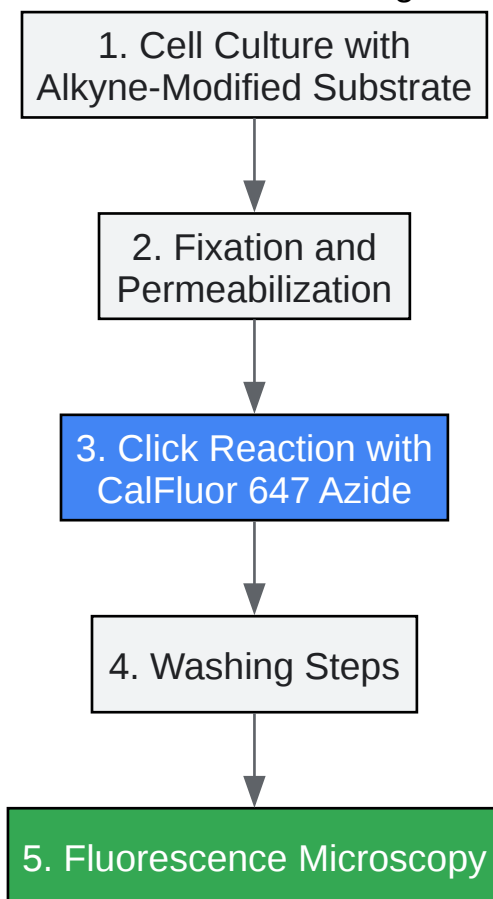 1. Cell Culture with
Alkyne-Modified Substrate
2. Fixation and
Permeabilization
3. Click Reaction with
CalFluor 647 Azide
4. Washing Steps
5. Fluorescence Microscopy